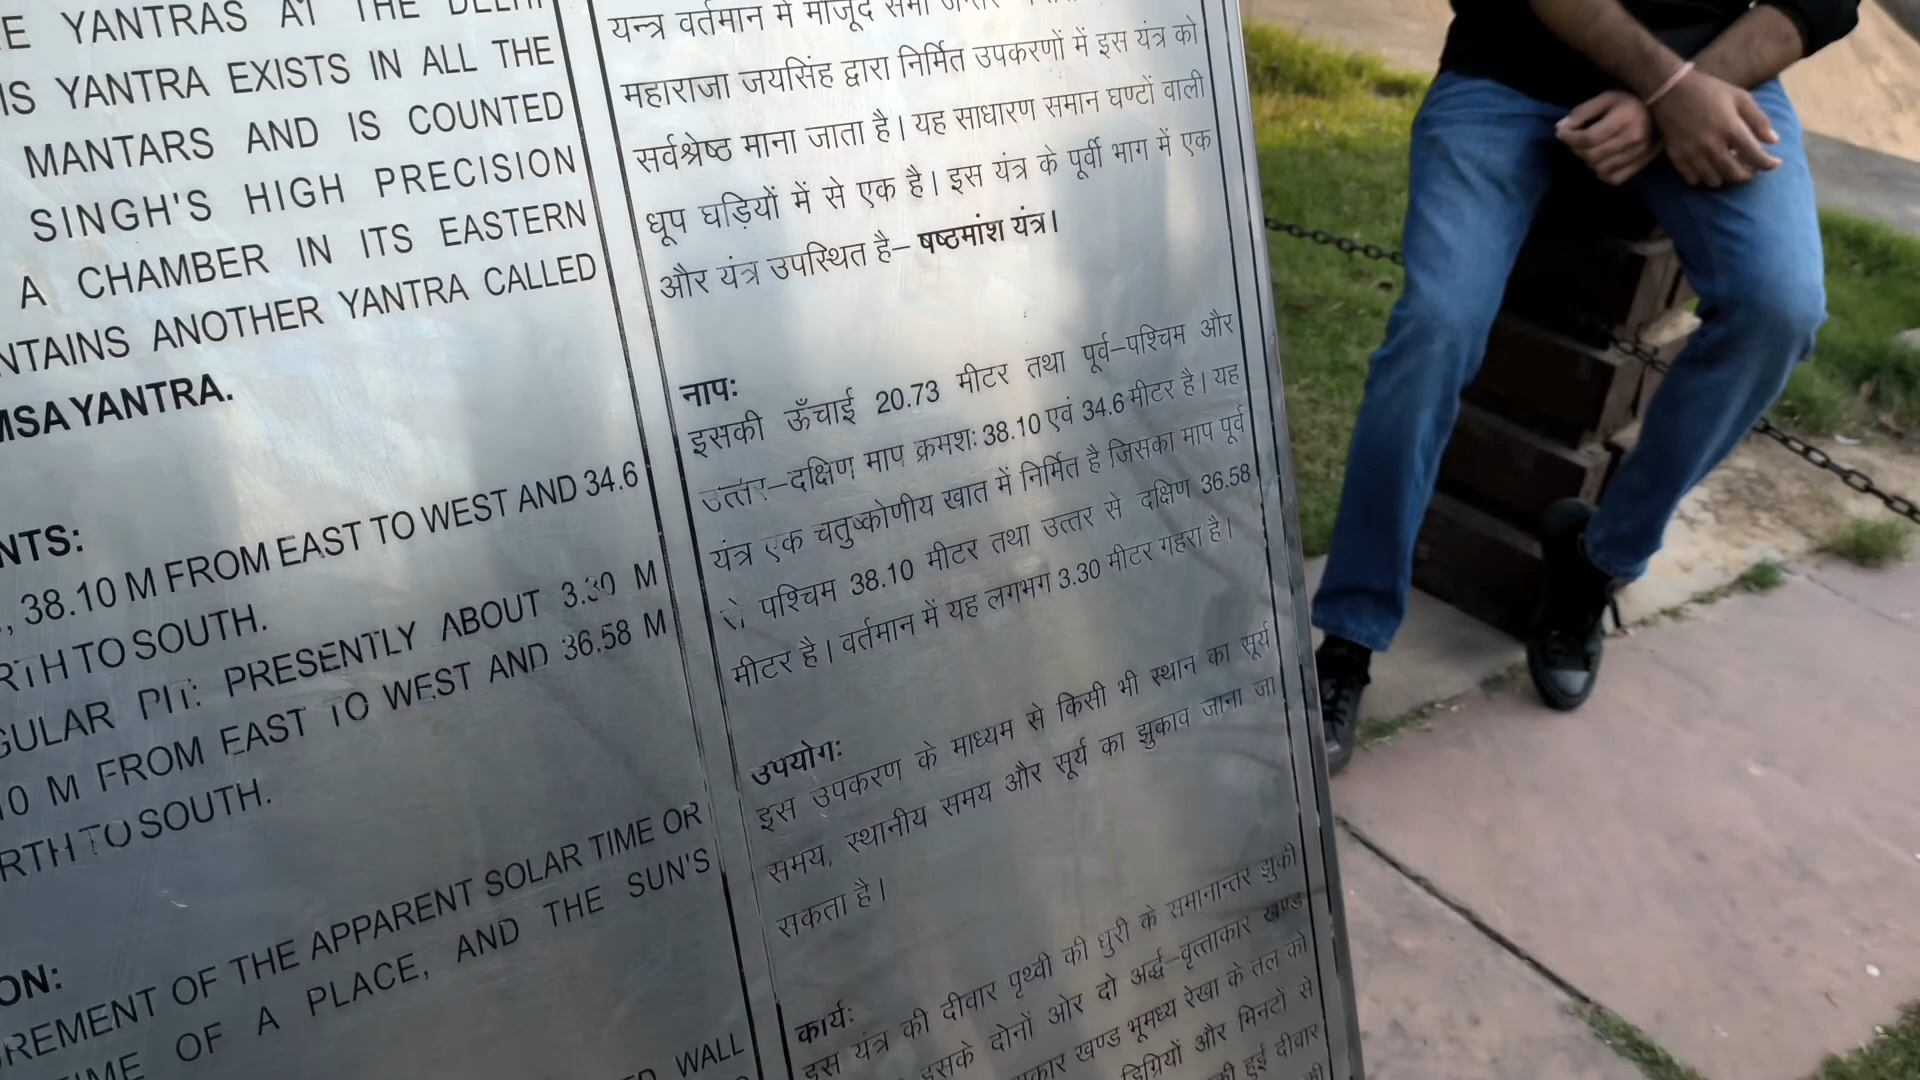 E YANTRAS AT THE DELHI
IS YANTRA EXISTS IN ALL THE
MANTARS AND IS COUNTED
SINGH'S HIGH PRECISION
A CHAMBER IN ITS EASTERN
NTAINS ANOTHER YANTRA CALLED
MSA YANTRA.
NTS:
, 38.10 M FROM EAST TO WEST AND 34.6
RTH TO SOUTH.
GULAR PIT: PRESENTLY ABOUT 3.30 M
10 M FROM EAST TO WEST AND 36.58 M
RTH TO SOUTH.
ON:
REMENT OF THE APPARENT SOLAR TIME OR
TIME OF A PLACE, AND THE SUN'S
ED WALL
यन्त्र वर्तमान में मौजूद सभी
महाराजा जयसिंह द्वारा निर्मित उपकरणों में इस यंत्र को
सर्वश्रेष्ठ माना जाता है। यह साधारण समान घण्टों वाली
धूप घड़ियों में से एक है। इस यंत्र के पूर्वी भाग में एक
और यंत्र उपस्थित है– षष्ठमांश यंत्र।
नाप:
इसकी ऊँचाई 20.73 मीटर तथा पूर्व–पश्चिम और
उत्तर–दक्षिण माप क्रमश: 38.10 एवं 34.6 मीटर है। यह
यंत्र एक चतुष्कोणीय खात में निर्मित है जिसका माप पूर्व
से पश्चिम 38.10 मीटर तथा उत्तर से दक्षिण 36.58
मीटर है। वर्तमान में यह लगभग 3.30 मीटर गहरा है।
उपयोग:
इस उपकरण के माध्यम से किसी भी स्थान का सूर्य
समय, स्थानीय समय और सूर्य का झुकाव जाना जा
सकता है।
कार्य:
इस यंत्र की दीवार पृथ्वी की धुरी के समानान्तर झुकी
इसके दोनों ओर दो अर्द्ध–वृत्ताकार खण्ड
खण्ड भूमध्य रेखा के तल को
डिग्रियों और मिनटों से
हुई दीवार
की